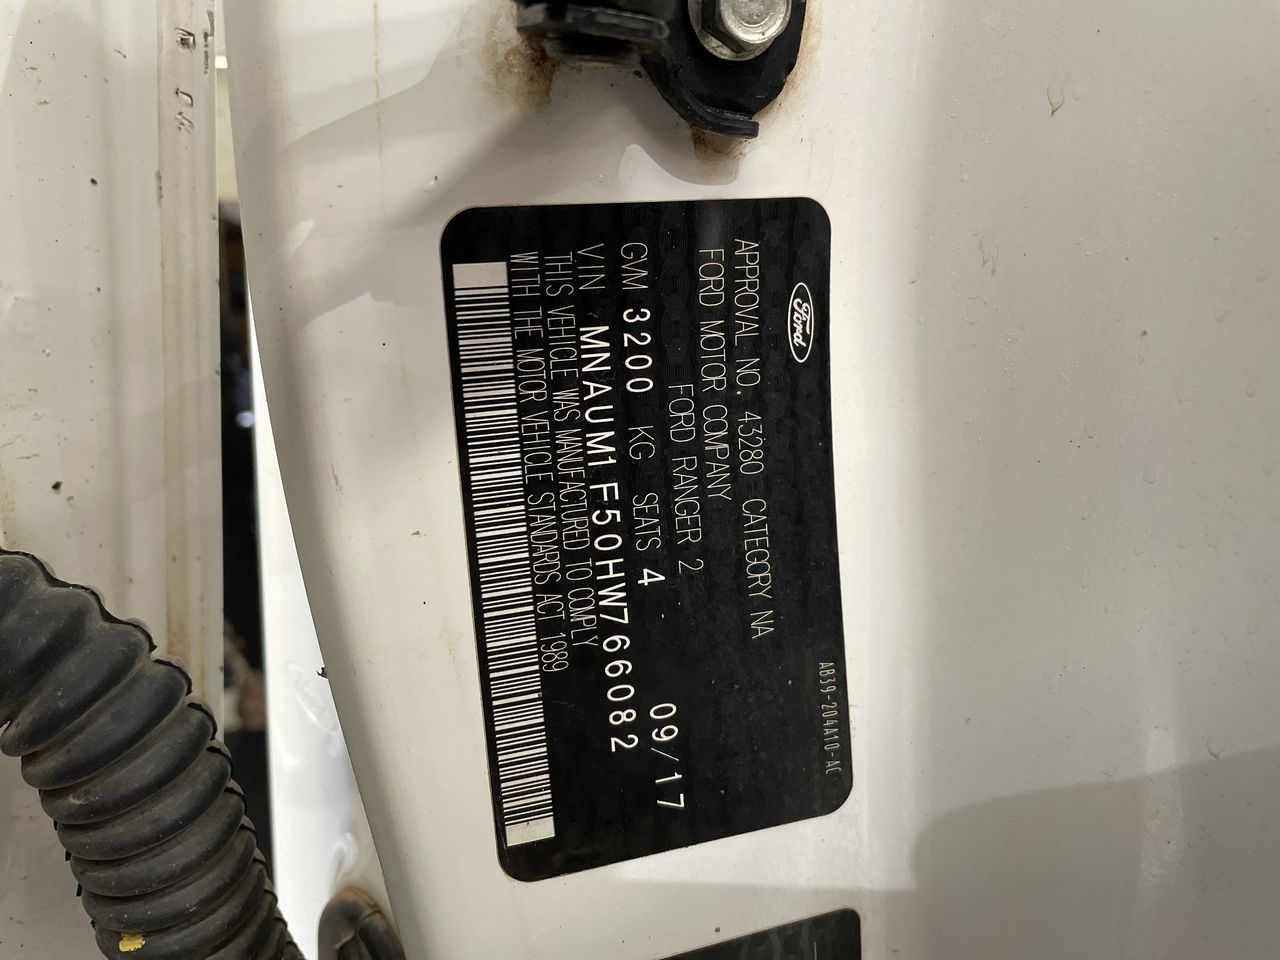 Ford
AB39-204A10-AC
APPROVAL NO. 43280 CATEGORY NA
FORD MOTOR COMPANY
FORD RANGER 2
09/17
GVM 3200 KG SEATS 4
VIN MNAUM1F50HW766082
THIS VEHICLE WAS MANUFACTURED TO COMPLY
WITH THE MOTOR VEHICLE STANDARDS ACT 1989